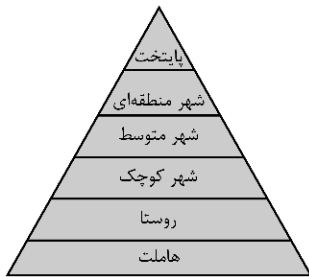 پایتخت
شهر منطقه‌ای
شهر متوسط
شهر کوچک
روستا
هاملت